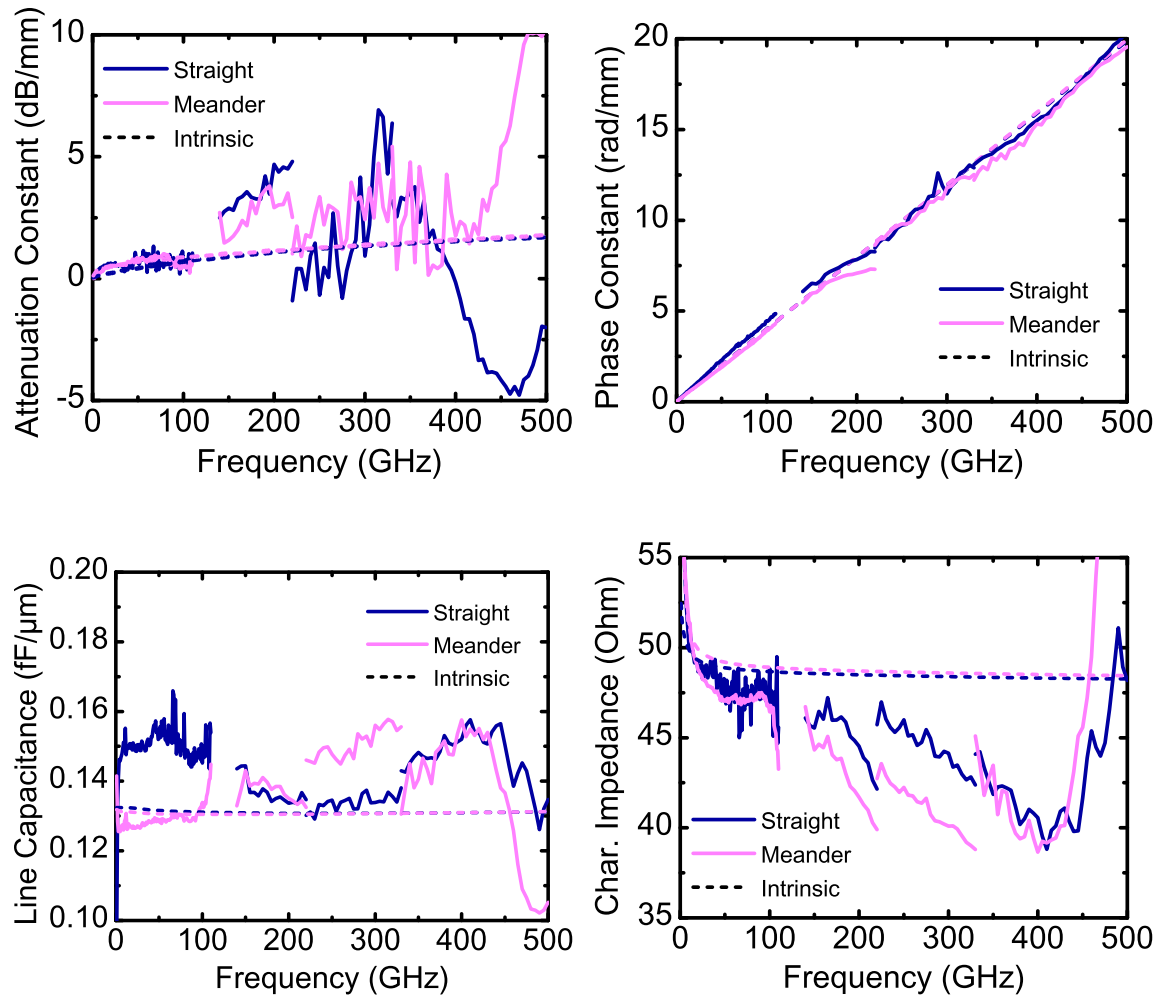 10
5
0
-5
Attenuation Constant (dB/mm)
Straight
Meander
Intrinsic
0 100 200 300 400 500
Frequency (GHz)
20
15
10
5
0
Phase Constant (rad/mm)
Straight
Meander
Intrinsic
0 100 200 300 400 500
Frequency (GHz)
0.20
0.18
0.16
0.14
0.12
0.10
Line Capacitance (fF/µm)
Straight
Meander
Intrinsic
0 100 200 300 400 500
Frequency (GHz)
55
50
45
40
35
Char. Impedance (Ohm)
Straight
Meander
Intrinsic
0 100 200 300 400 500
Frequency (GHz)